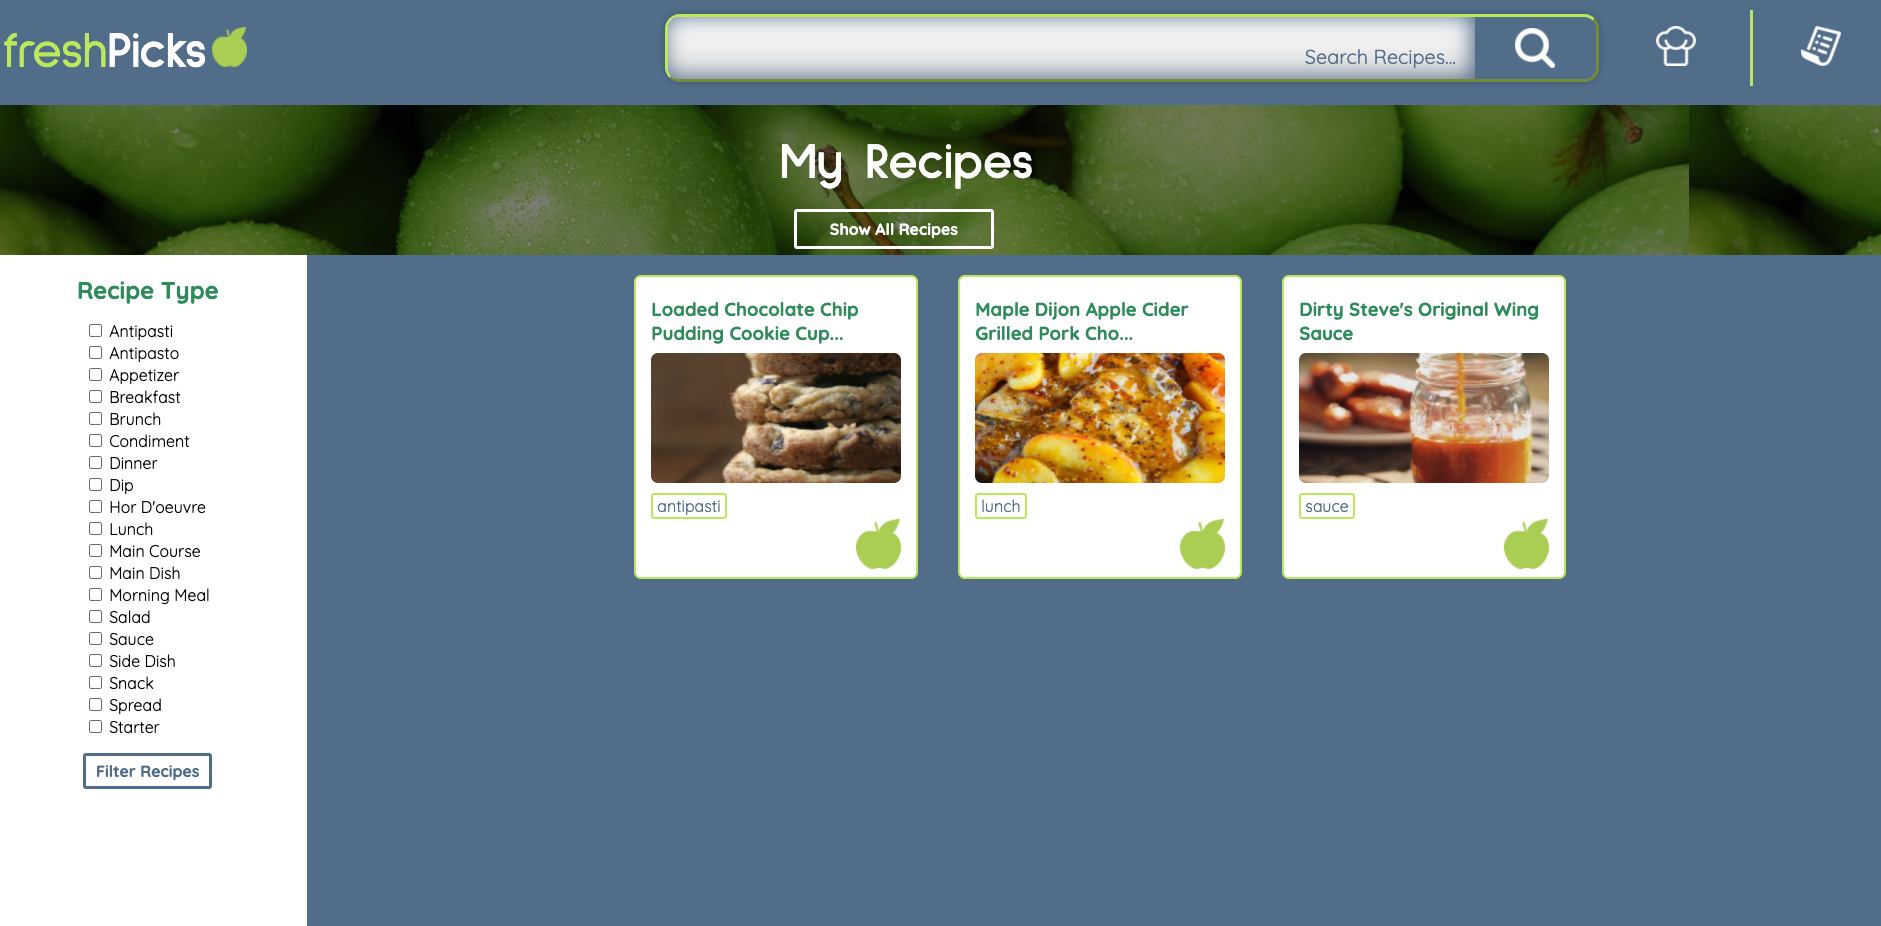 freshPicks
Search Recipes...
My Recipes
Show All Recipes
Recipe Type
Antipasti
Antipasto
Appetizer
Breakfast
Brunch
Condiment
Dinner
Dip
Hor D'oeuvre
Lunch
Main Course
Main Dish
Morning Meal
Salad
Sauce
Side Dish
Snack
Spread
Starter
Filter Recipes
Loaded Chocolate Chip
Pudding Cookie Cup...
antipasti
Maple Dijon Apple Cider
Grilled Pork Cho...
lunch
Dirty Steve's Original Wing
Sauce
sauce